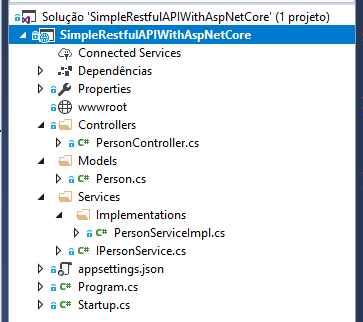 Solução 'SimpleRestfulAPIWithAspNetCore' (1 projeto)
SimpleRestfulAPIWithAspNetCore
Connected Services
Dependências
Properties
wwwroot
Controllers
C# PersonController.cs
Models
C# Person.cs
Services
Implementations
C# PersonServiceImpl.cs
C# IPersonService.cs
appsettings.json
C# Program.cs
C# Startup.cs